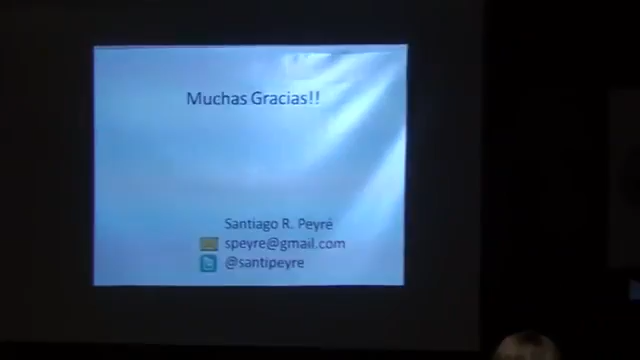 Muchas Gracias!!
Santiago R. Peyré
speyre@gmail.com
@santipeyre